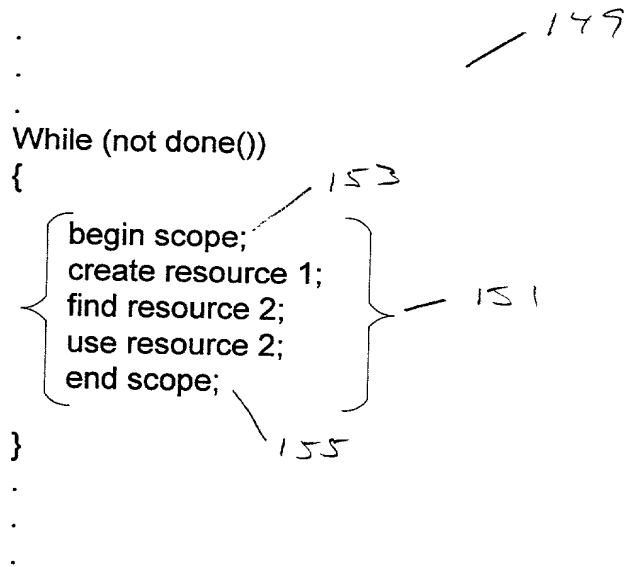 149
.
.
.
While (not done())
{
153
begin scope;
create resource 1;
find resource 2;
use resource 2;
end scope;
151
}
155
.
.
.